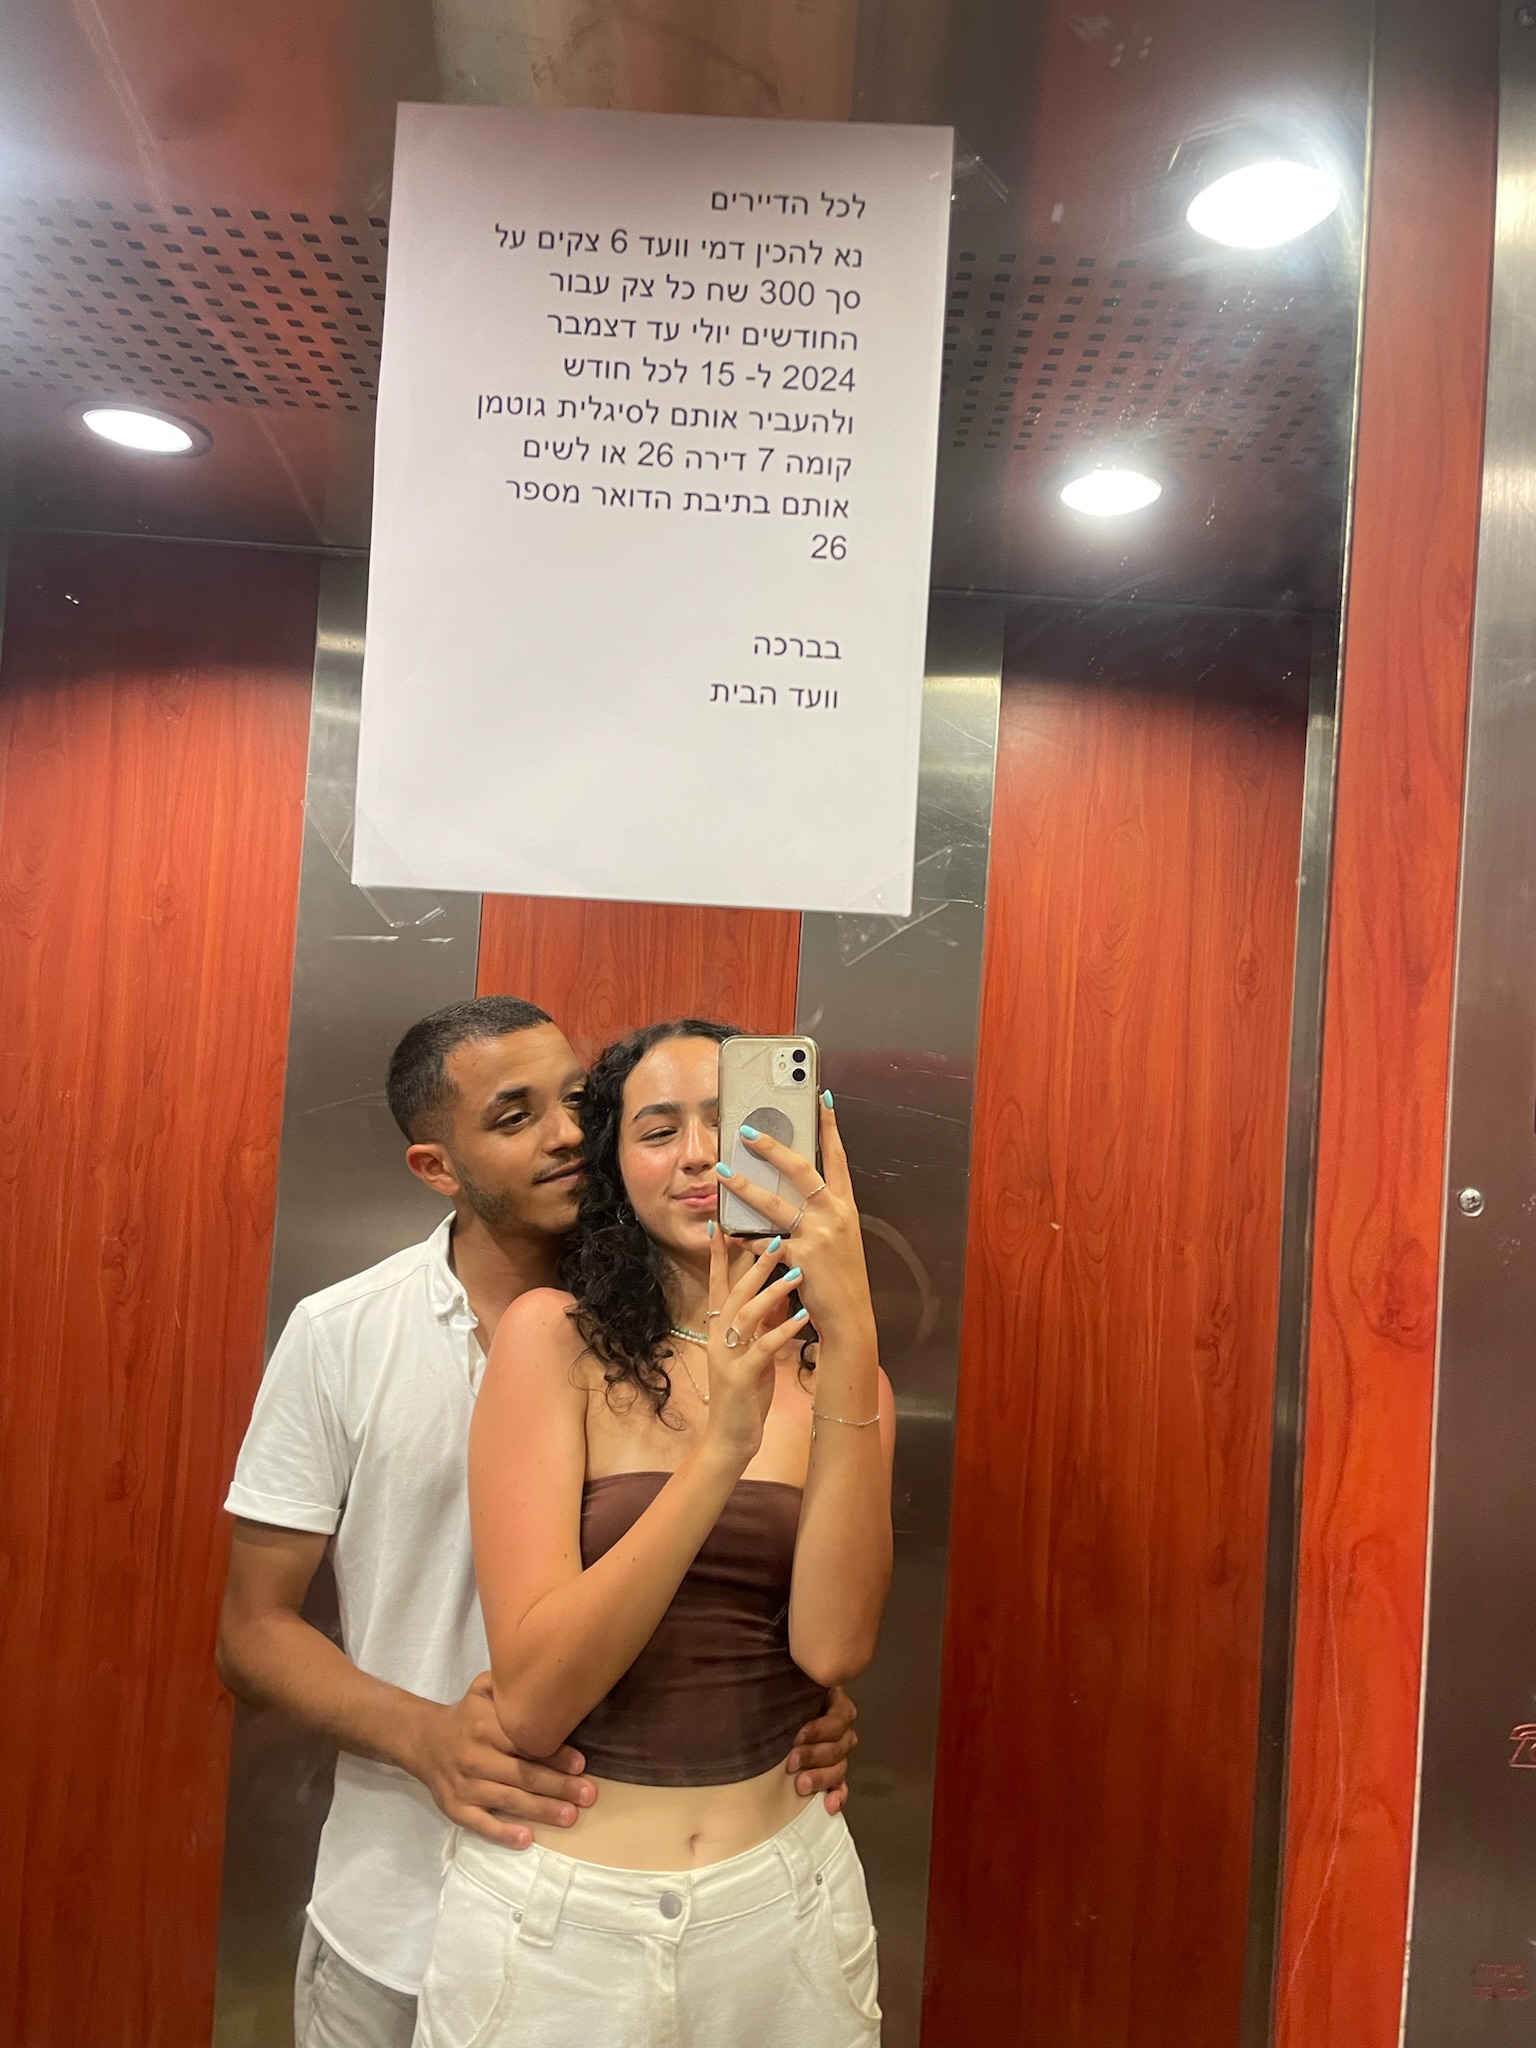 לכל הדיירים
נא להכין דמי וועד 6 צקים על
סך 300 שח כל צק עבור
החודשים יולי עד דצמבר
2024 ל- 15 לכל חודש
ולהעביר אותם לסיגלית גוטמן
קומה 7 דירה 26 או לשים
אותם בתיבת הדואר מספר
26
בברכה
וועד הבית